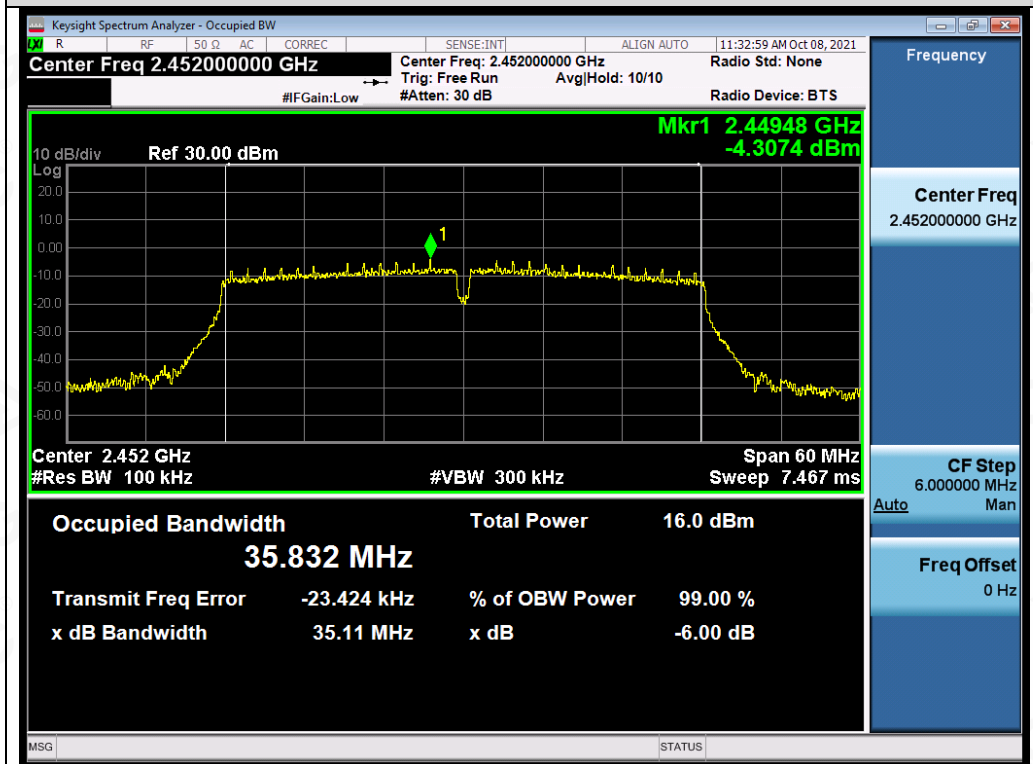 Keysight Spectrum Analyzer - Occupied BW
LXI R RF 50 Ω AC CORREC SENSE:INT ALIGN AUTO 11:32:59 AM Oct 08, 2021
Center Freq 2.452000000 GHz Center Freq: 2.452000000 GHz Radio Std: None
Trig: Free Run Avg|Hold: 10/10
#IFGain:Low #Atten: 30 dB Radio Device: BTS
Frequency
Mkr1 2.44948 GHz
-4.3074 dBm
10 dB/div Ref 30.00 dBm
Log
20.0
10.0
0.00
-10.0
-20.0
-30.0
-40.0
-50.0
-60.0
1
Center 2.452 GHz Span 60 MHz
#Res BW 100 kHz #VBW 300 kHz Sweep 7.467 ms
Occupied Bandwidth Total Power 16.0 dBm
35.832 MHz
Transmit Freq Error -23.424 kHz % of OBW Power 99.00 %
x dB Bandwidth 35.11 MHz x dB -6.00 dB
Center Freq
2.452000000 GHz
CF Step
6.000000 MHz
Auto Man
Freq Offset
0 Hz
MSG STATUS